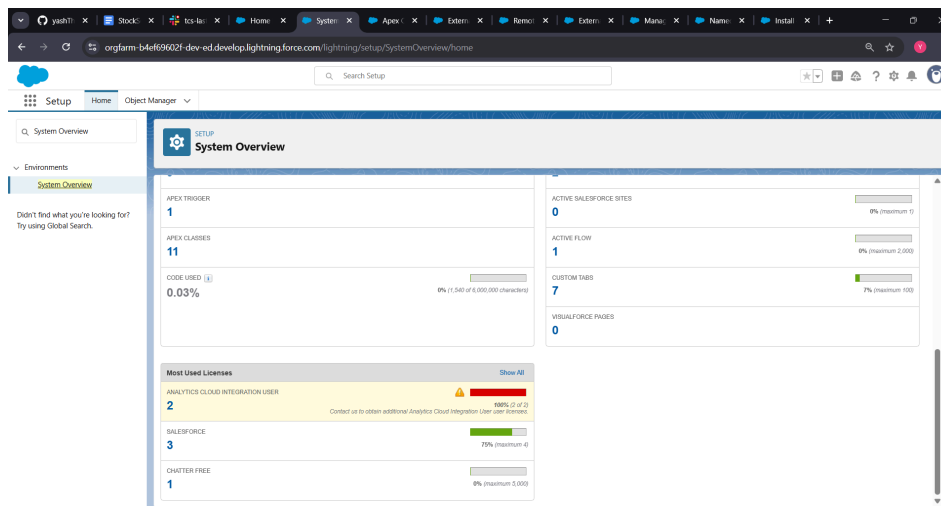 yashTh
StockS
tcs-las
Home
System
Apex C
Extern
Remot
Extern
Manag
Name
Install
orgfarm-b4ef69602f-dev-ed.develop.lightning.force.com/lightning/setup/SystemOverview/home
Y
Search Setup
Setup
Home
Object Manager
System Overview
Environments
System Overview
Didn't find what you're looking for?
Try using Global Search.
SETUP
System Overview
APEX TRIGGER
1
APEX CLASSES
11
CODE USED i
0.03%
0% (1,540 of 6,000,000 characters)
ACTIVE SALESFORCE SITES
0
0% (maximum 1)
ACTIVE FLOW
1
0% (maximum 2,000)
CUSTOM TABS
7
7% (maximum 100)
VISUALFORCE PAGES
0
Most Used Licenses
Show All
ANALYTICS CLOUD INTEGRATION USER
2
100% (2 of 2)
Contact us to obtain additional Analytics Cloud Integration User user licenses.
SALESFORCE
3
75% (maximum 4)
CHATTER FREE
1
0% (maximum 5,000)